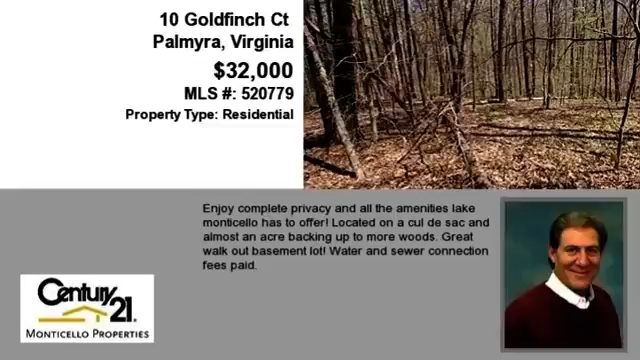 10 Goldfinch Ct
Palmyra, Virginia
$32,000
MLS #: 520779
Property Type: Residential
Enjoy complete privacy and all the amenities lake
monticello has to offer! Located on a cul de sac and
almost an acre backing up to more woods. Great
walk out basement lot! Water and sewer connection
fees paid.
Century 21
MONTICELLO PROPERTIES